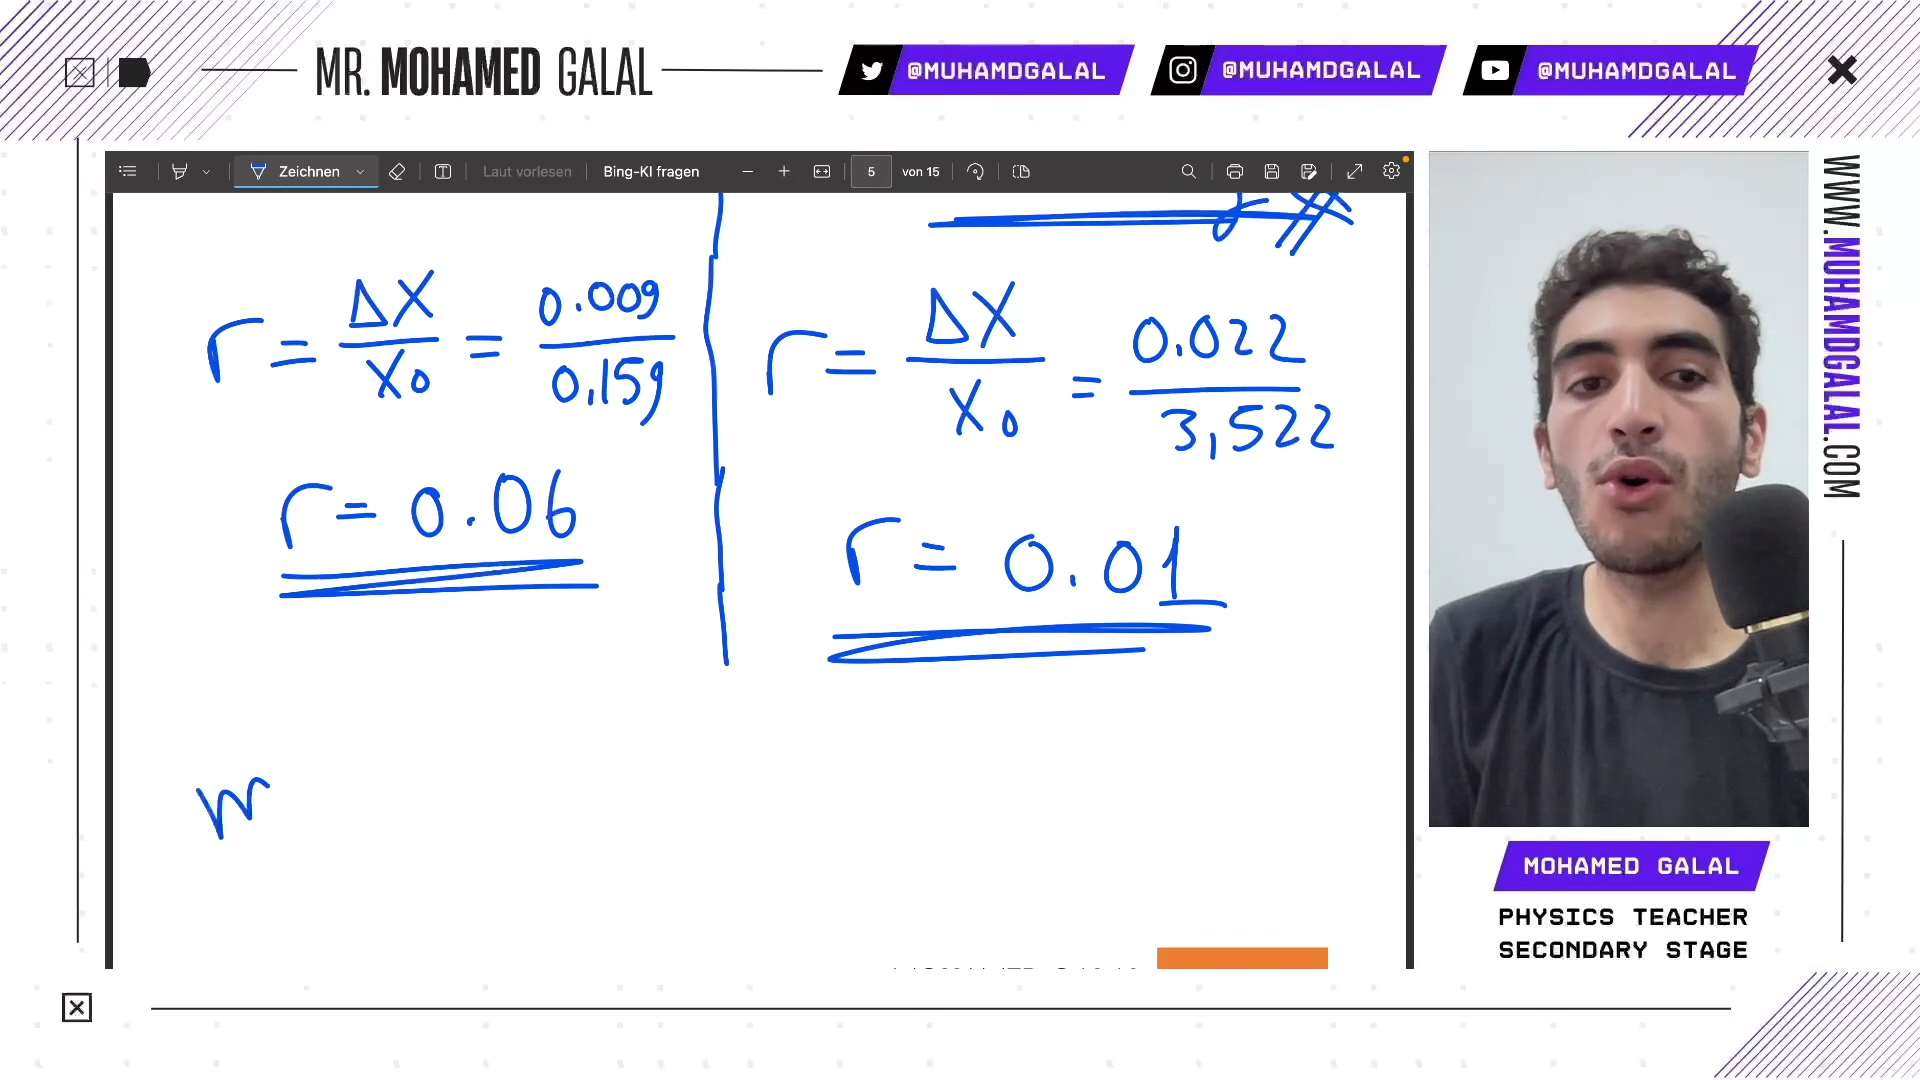 MR. MOHAMED GALAL
@MUHAMDGALAL
@MUHAMDGALAL
@MUHAMDGALAL
Zeichnen
Laut vorlesen
Bing-KI fragen
5
von 15
r = ΔX / X0 = 0.009 / 0,159
r = 0.06
r = ΔX / X0 = 0.022 / 3,522
r = 0.01
WWW.MUHAMDGALAL.COM
MOHAMED GALAL
PHYSICS TEACHER
SECONDARY STAGE